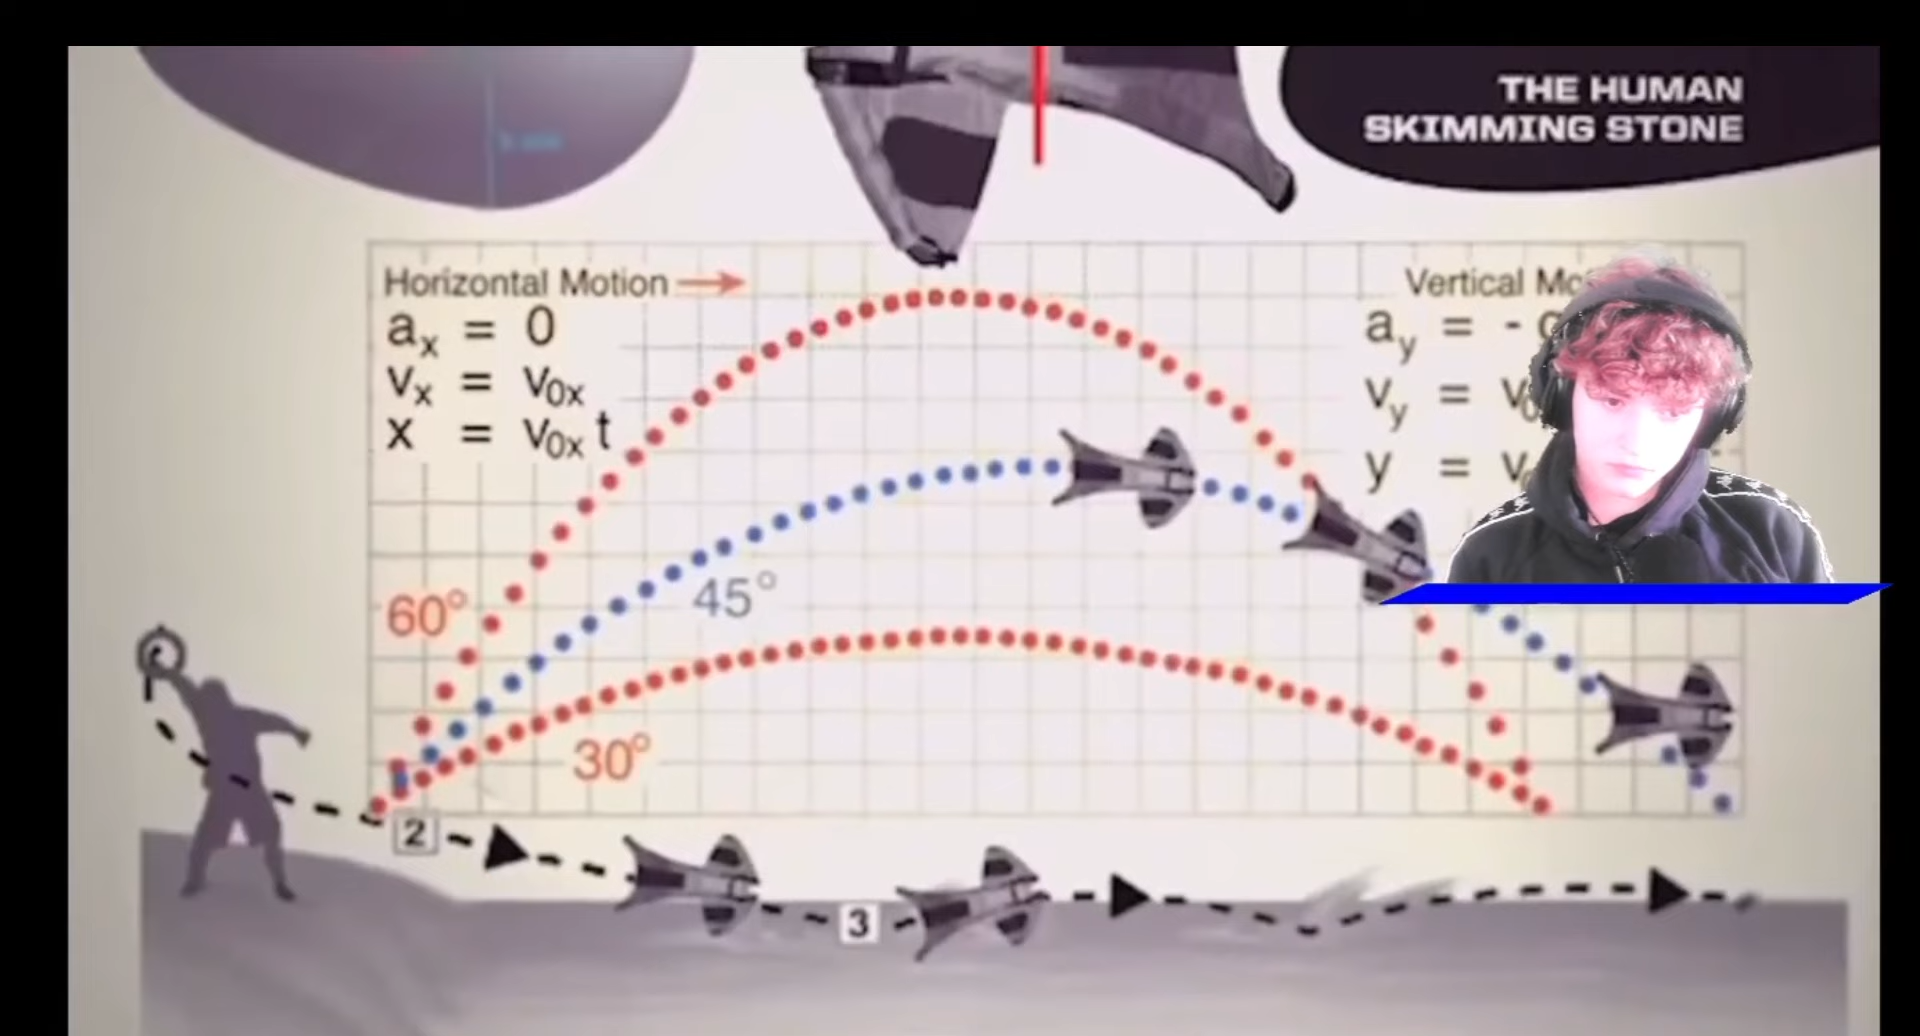 THE HUMAN
SKIMMING STONE
Horizontal Motion
aₓ = 0
vₓ = v₀ₓ
x = v₀ₓ t
Vertical
a_y = -
v_y = v
y = v
60°
45°
30°
2
3